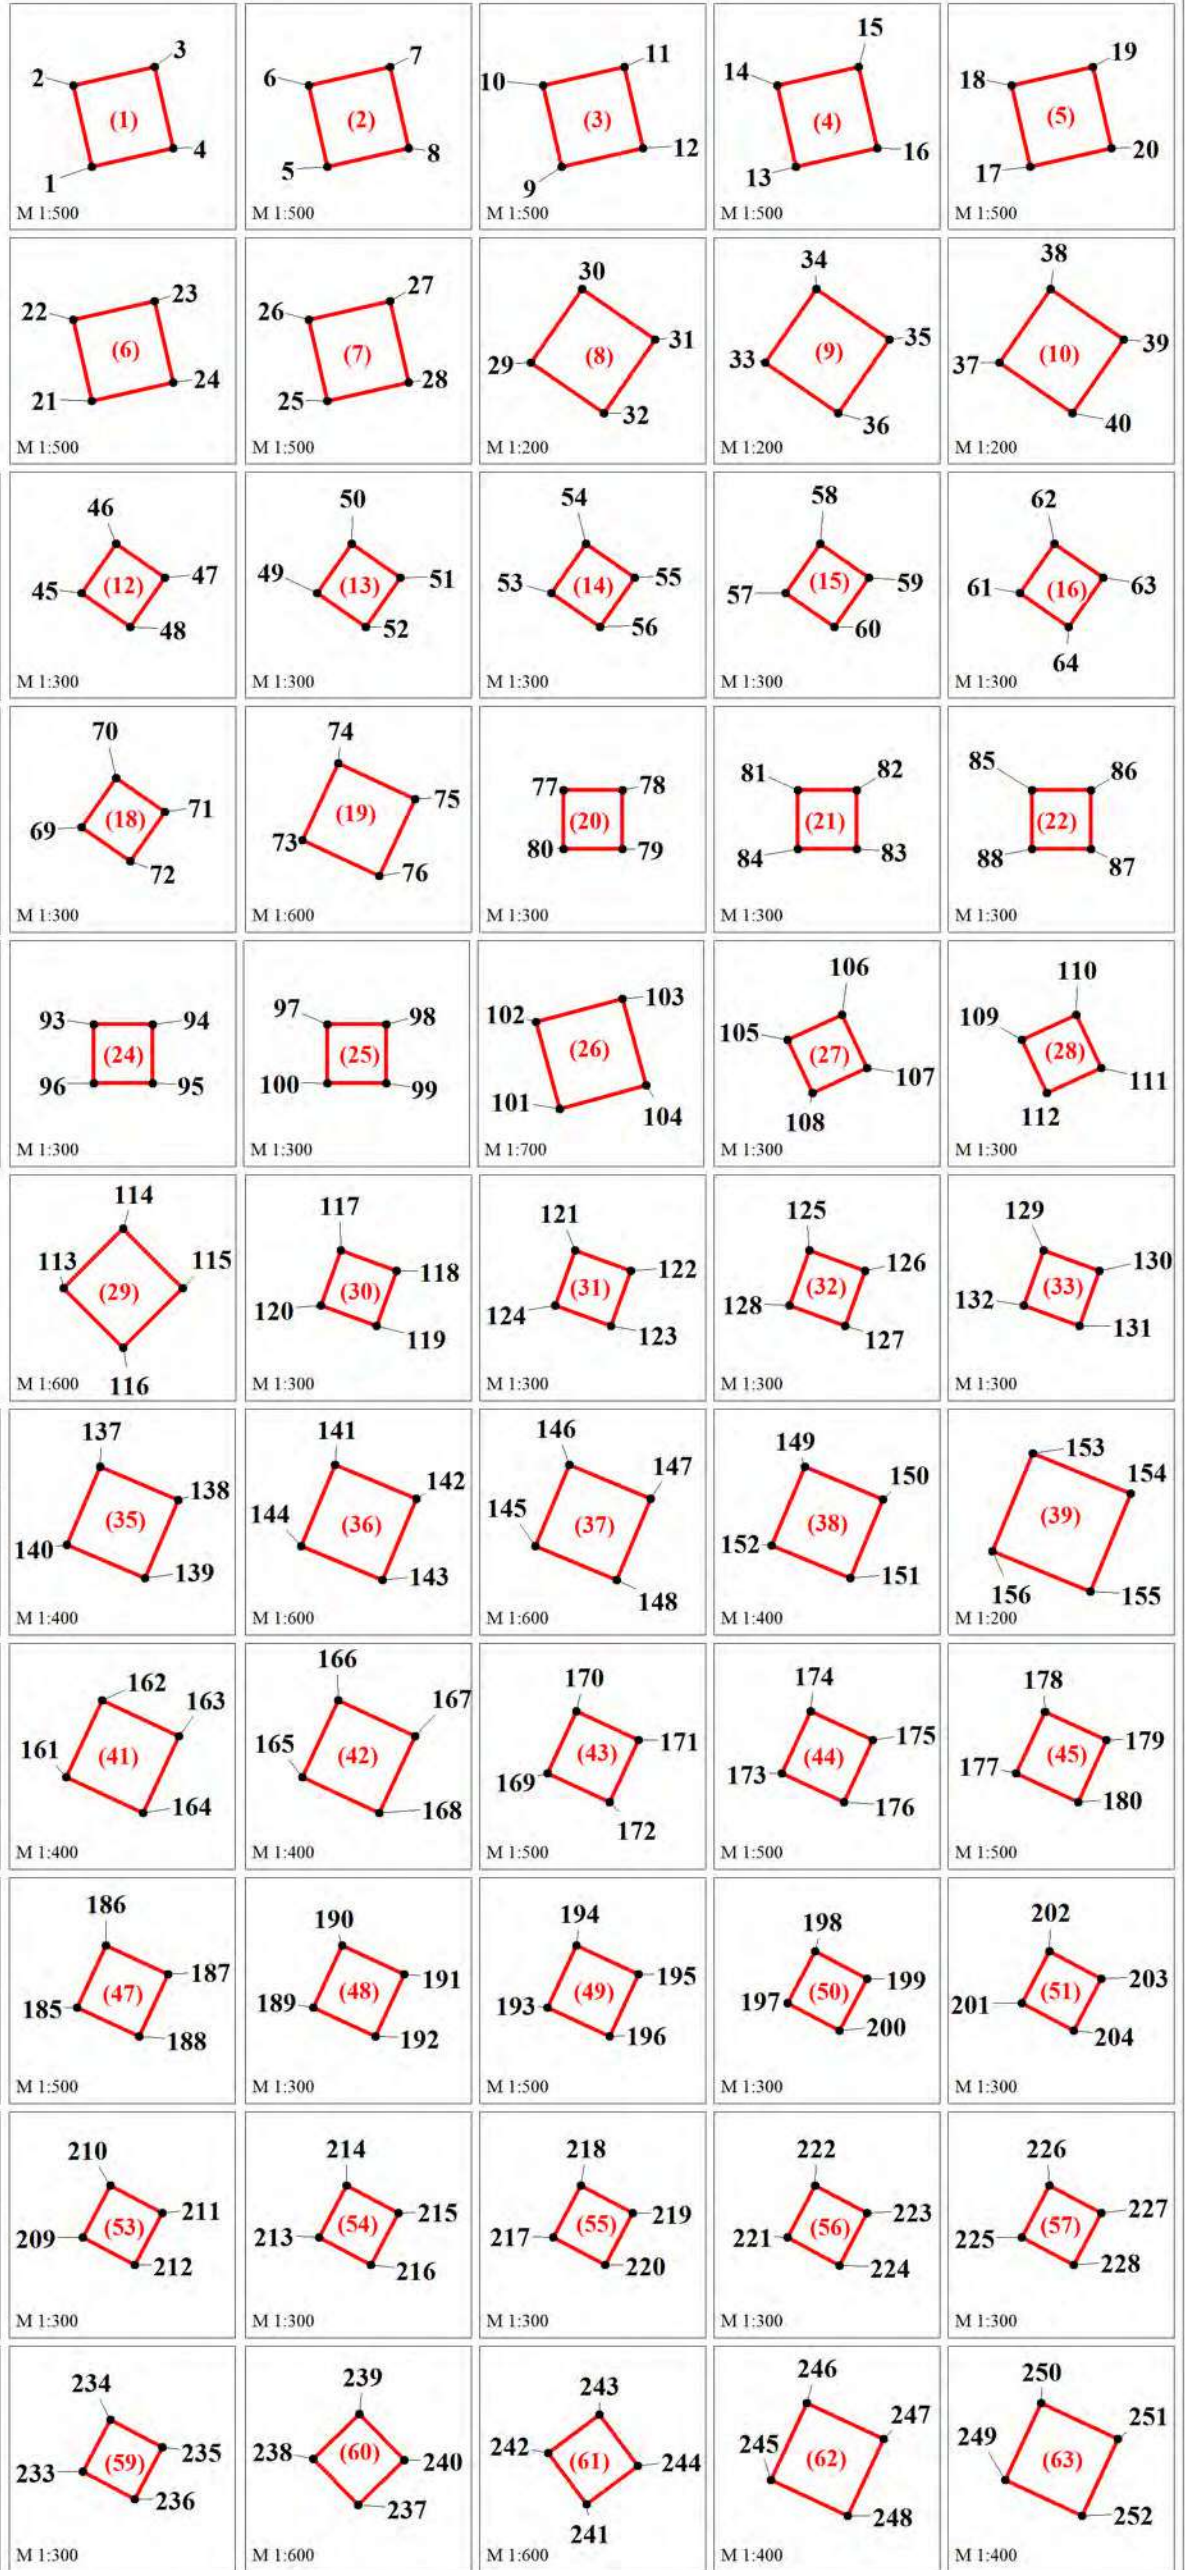 2 3 (1) 1 4 M 1:500
6 7 (2) 5 8 M 1:500
10 11 (3) 9 12 M 1:500
14 15 (4) 13 16 M 1:500
18 19 (5) 17 20 M 1:500
22 23 (6) 21 24 M 1:500
26 27 (7) 25 28 M 1:500
30 31 (8) 29 32 M 1:200
34 35 (9) 33 36 M 1:200
38 39 (10) 37 40 M 1:200
46 47 (12) 45 48 M 1:300
50 51 (13) 49 52 M 1:300
54 55 (14) 53 56 M 1:300
58 59 (15) 57 60 M 1:300
62 63 (16) 61 64 M 1:300
70 71 (18) 69 72 M 1:300
74 75 (19) 73 76 M 1:600
77 78 (20) 80 79 M 1:300
81 82 (21) 84 83 M 1:300
85 86 (22) 88 87 M 1:300
93 94 (24) 96 95 M 1:300
97 98 (25) 100 99 M 1:300
102 103 (26) 101 104 M 1:700
106 105 (27) 107 108 M 1:300
110 109 (28) 111 112 M 1:300
114 113 115 (29) M 1:600 116
117 118 (30) 120 119 M 1:300
121 122 (31) 124 123 M 1:300
125 126 (32) 128 127 M 1:300
129 130 (33) 132 131 M 1:300
137 138 (35) 140 139 M 1:400
141 142 144 (36) 143 M 1:600
146 147 145 (37) 148 M 1:600
149 150 (38) 152 151 M 1:400
153 154 (39) 156 155 M 1:200
162 163 161 (41) 164 M 1:400
166 167 165 (42) 168 M 1:400
170 171 (43) 169 172 M 1:500
174 175 (44) 173 176 M 1:500
178 179 (45) 177 180 M 1:500
186 187 (47) 185 188 M 1:500
190 191 (48) 189 192 M 1:300
194 195 (49) 193 196 M 1:500
198 199 (50) 197 200 M 1:300
202 203 (51) 201 204 M 1:300
210 211 (53) 209 212 M 1:300
214 215 (54) 213 216 M 1:300
218 219 (55) 217 220 M 1:300
222 223 (56) 221 224 M 1:300
226 227 (57) 225 228 M 1:300
234 235 (59) 233 236 M 1:300
239 238 (60) 240 237 M 1:600
243 242 (61) 244 241 M 1:600
246 247 245 (62) 248 M 1:400
250 251 249 (63) 252 M 1:400